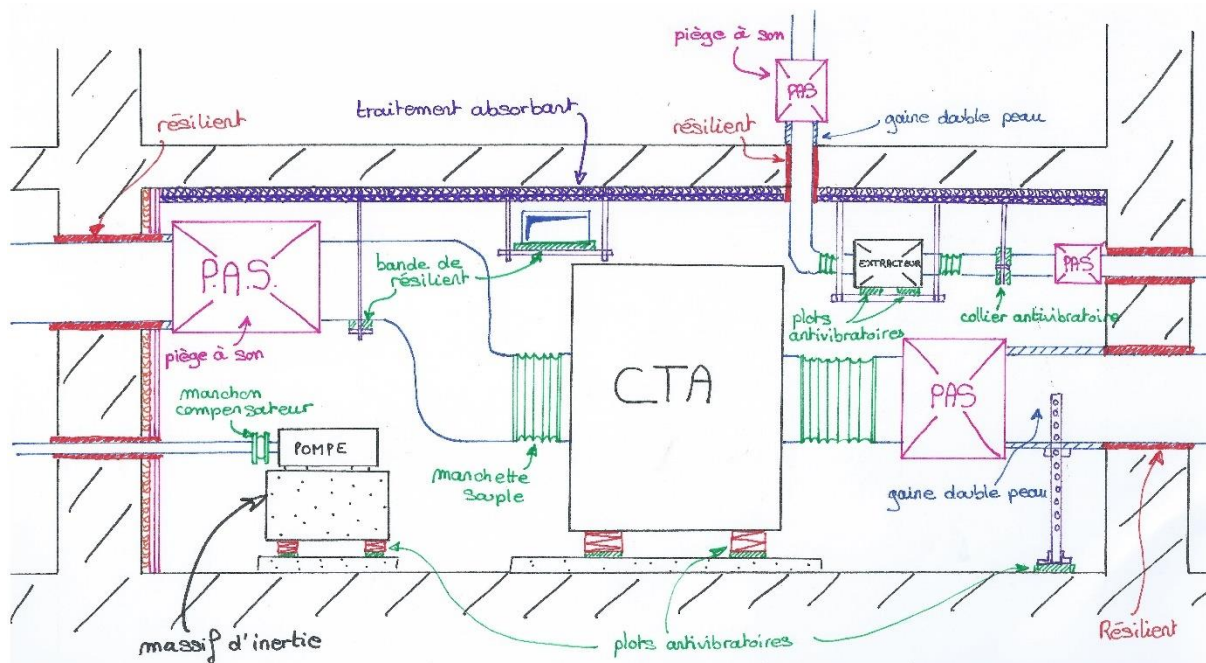 piège à son
PAS
résilient
traitement absorbant
résilient
gaine double peau
P.A.S.
piège à son
bande de
résilient
EXTRACTEUR
PAS
plots
antivibratoires
collier antivibratoire
CTA
PAS
manchon
compensateur
POMPE
manchette
souple
gaine double peau
massif d'inertie
plots antivibratoires
Résilient